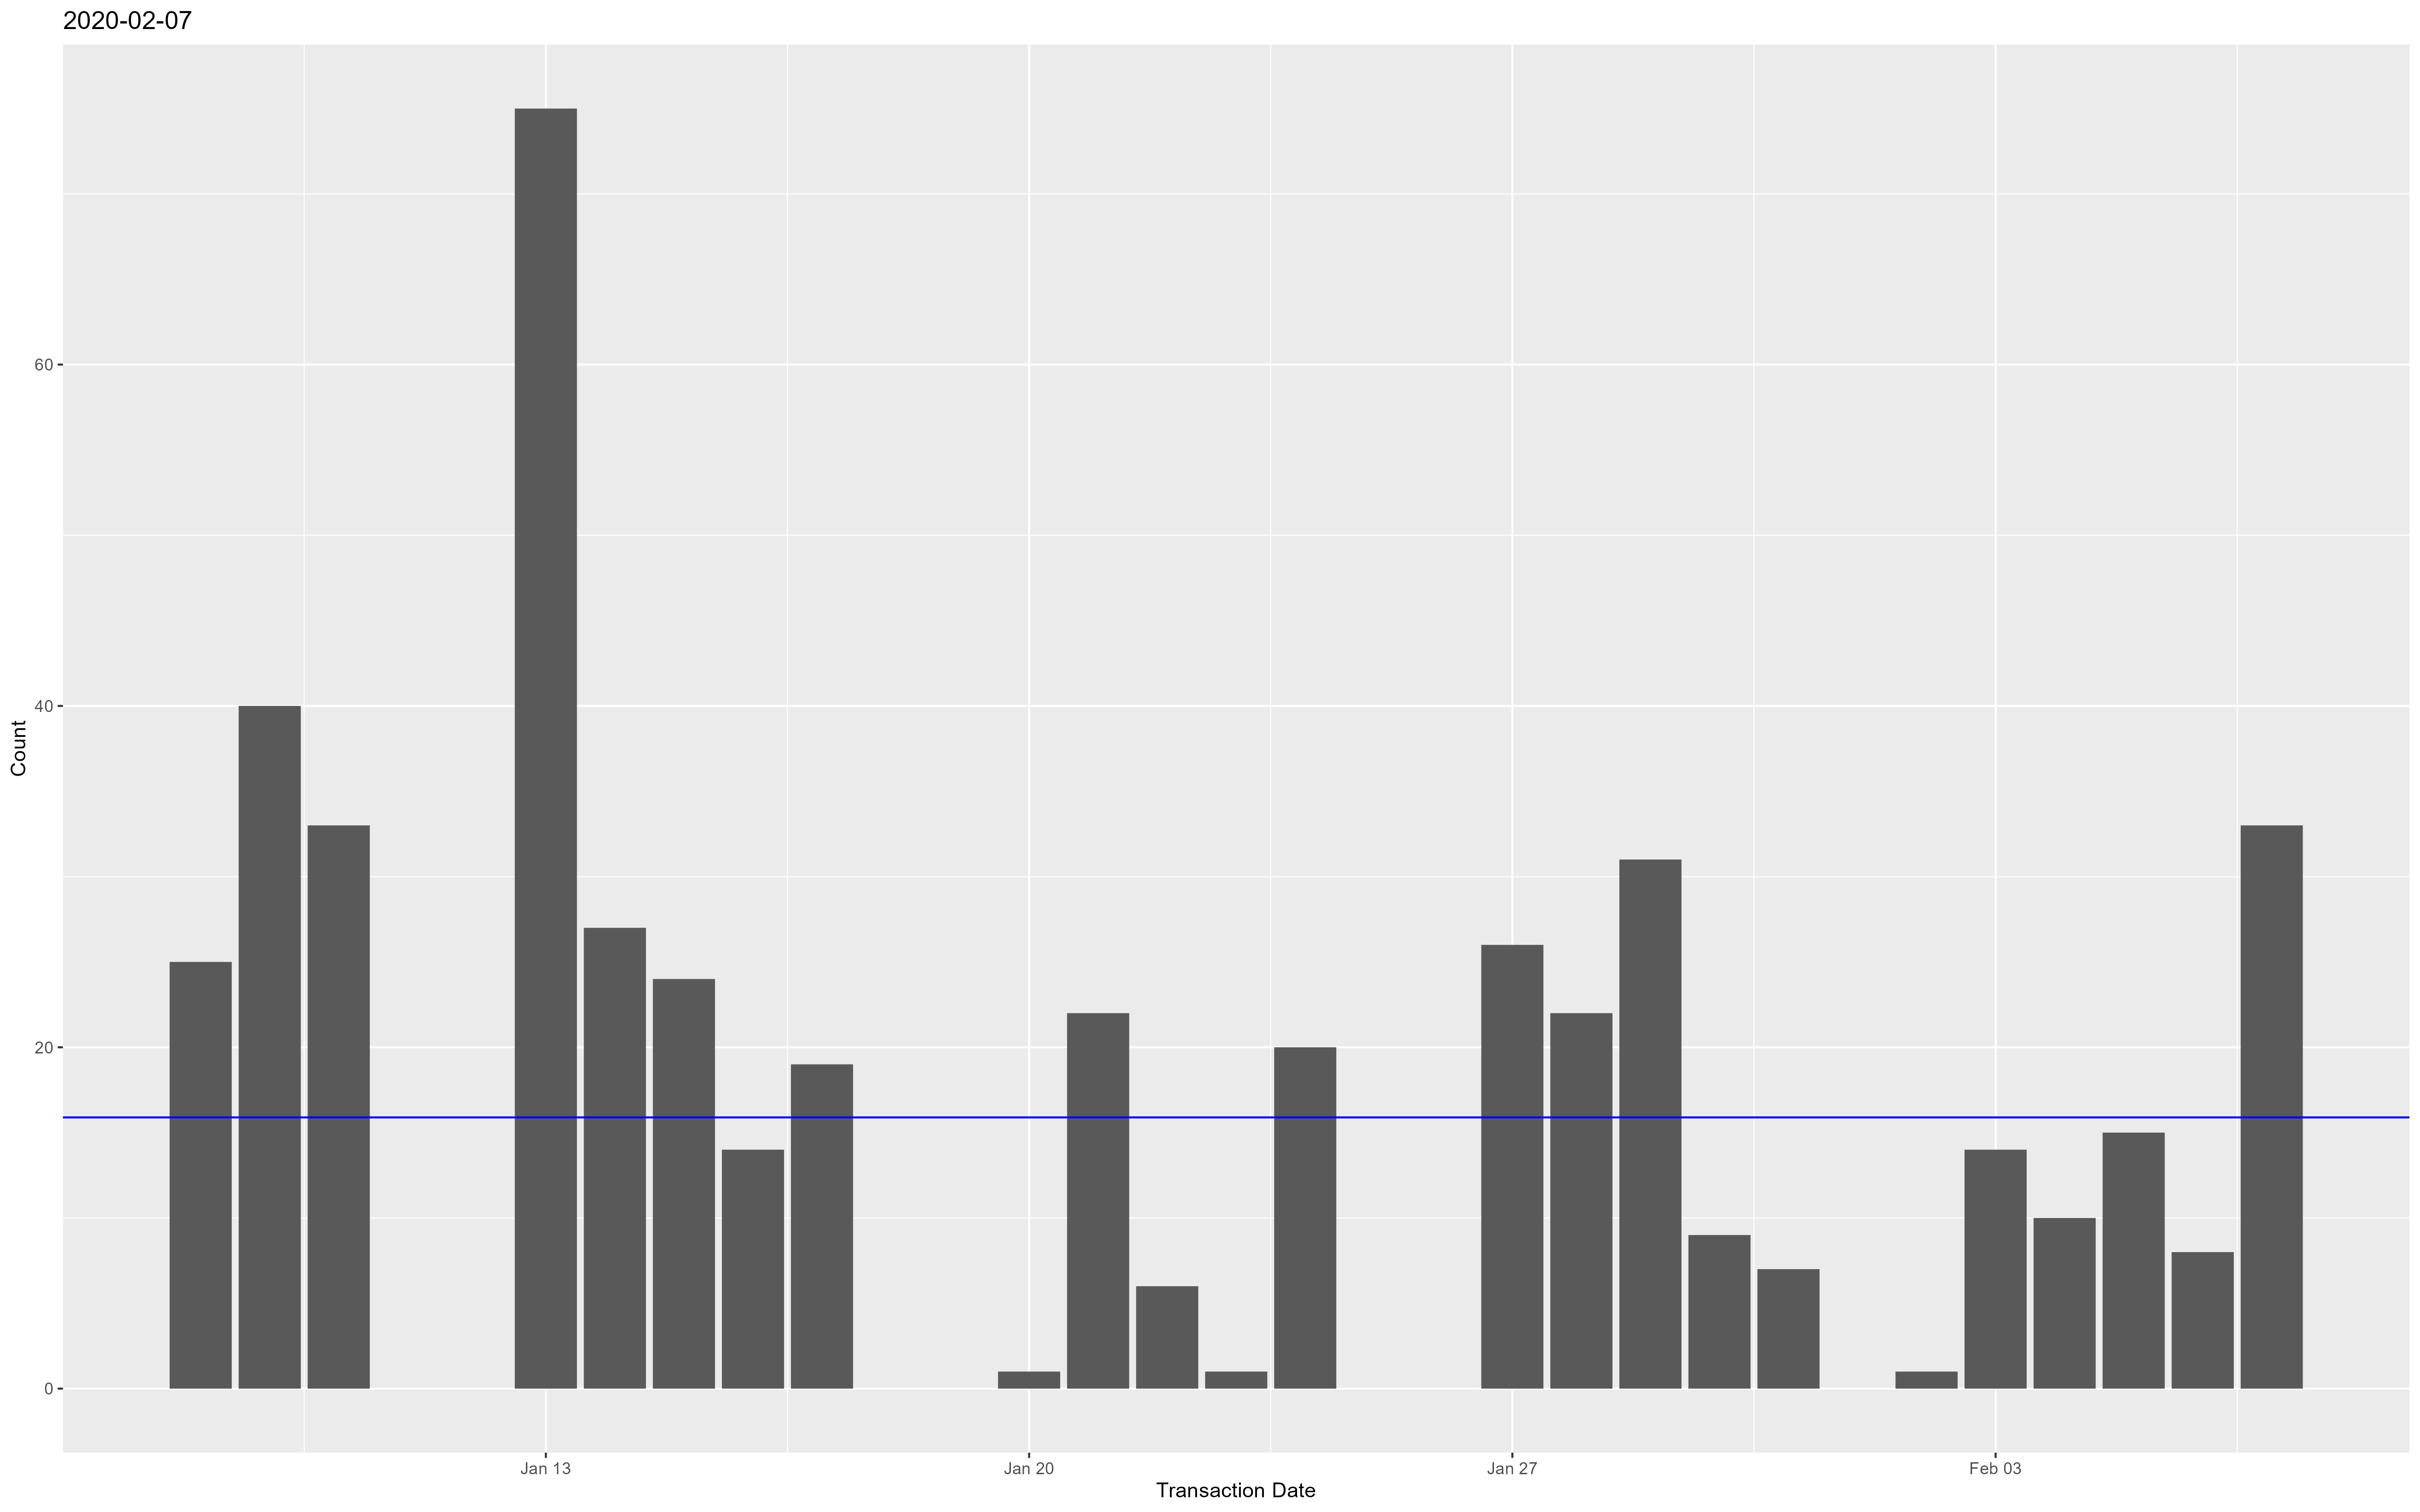 2020-02-07
Count
60
40
20
0
Jan 13
Jan 20
Jan 27
Feb 03
Transaction Date